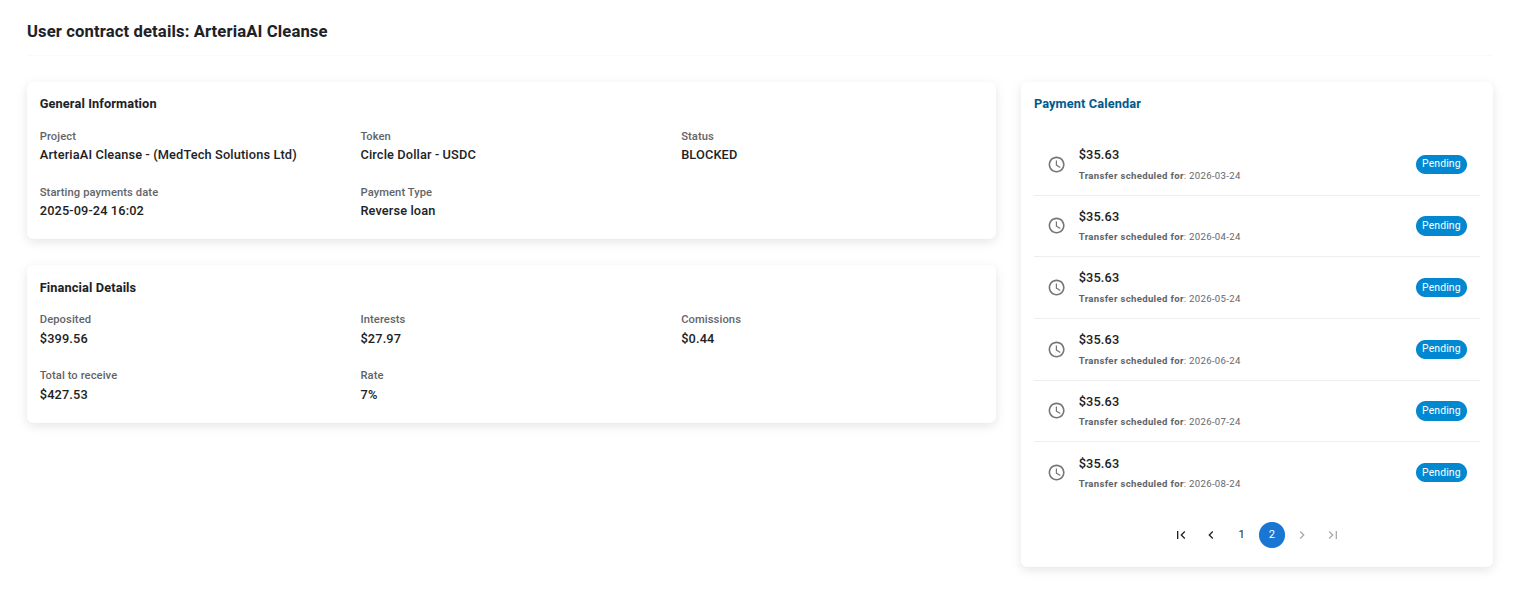 User contract details: ArteriaAI Cleanse
General Information
Project
ArteriaAI Cleanse - (MedTech Solutions Ltd)
Token
Circle Dollar - USDC
Status
BLOCKED
Starting payments date
2025-09-24 16:02
Payment Type
Reverse loan
Financial Details
Deposited
$399.56
Interests
$27.97
Comissions
$0.44
Total to receive
$427.53
Rate
7%
Payment Calendar
$35.63
Transfer scheduled for: 2026-03-24
Pending
$35.63
Transfer scheduled for: 2026-04-24
Pending
$35.63
Transfer scheduled for: 2026-05-24
Pending
$35.63
Transfer scheduled for: 2026-06-24
Pending
$35.63
Transfer scheduled for: 2026-07-24
Pending
$35.63
Transfer scheduled for: 2026-08-24
Pending
1 2